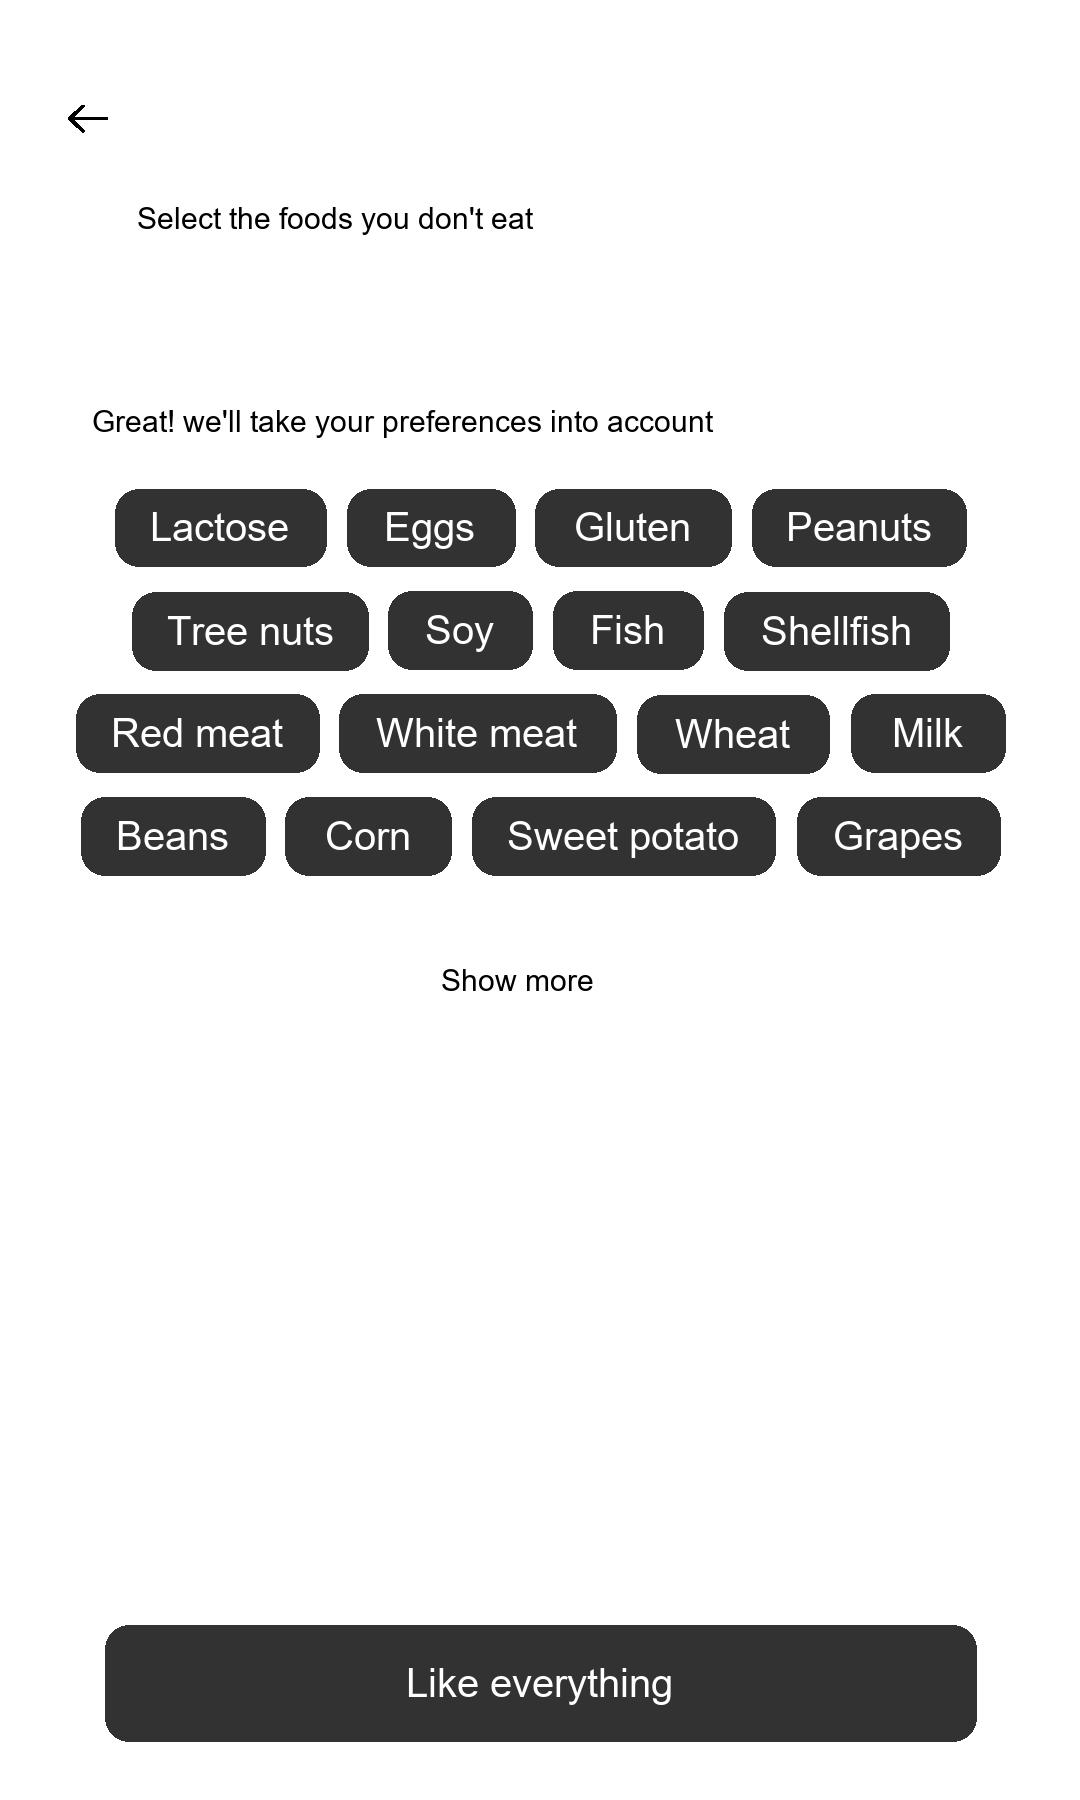 Select the foods you don't eat
Great! we'll take your preferences into account
Lactose Eggs Gluten Peanuts
Tree nuts Soy Fish Shellfish
Red meat White meat Wheat Milk
Beans Corn Sweet potato Grapes
Show more
Like everything